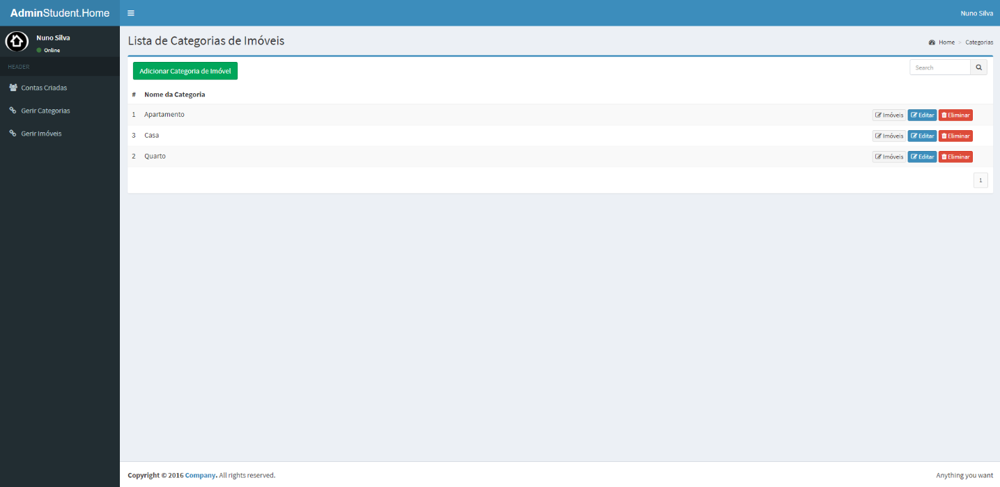 AdminStudent.Home
Nuno Silva
Nuno Silva
Online
HEADER
Contas Criadas
Gerir Categorias
Gerir Imóveis
Lista de Categorias de Imóveis
Home > Categorias
Adicionar Categoria de Imóvel
Search
# Nome da Categoria
1 Apartamento Imóveis Editar Eliminar
3 Casa Imóveis Editar Eliminar
2 Quarto Imóveis Editar Eliminar
1
Copyright © 2016 Company. All rights reserved.
Anything you want